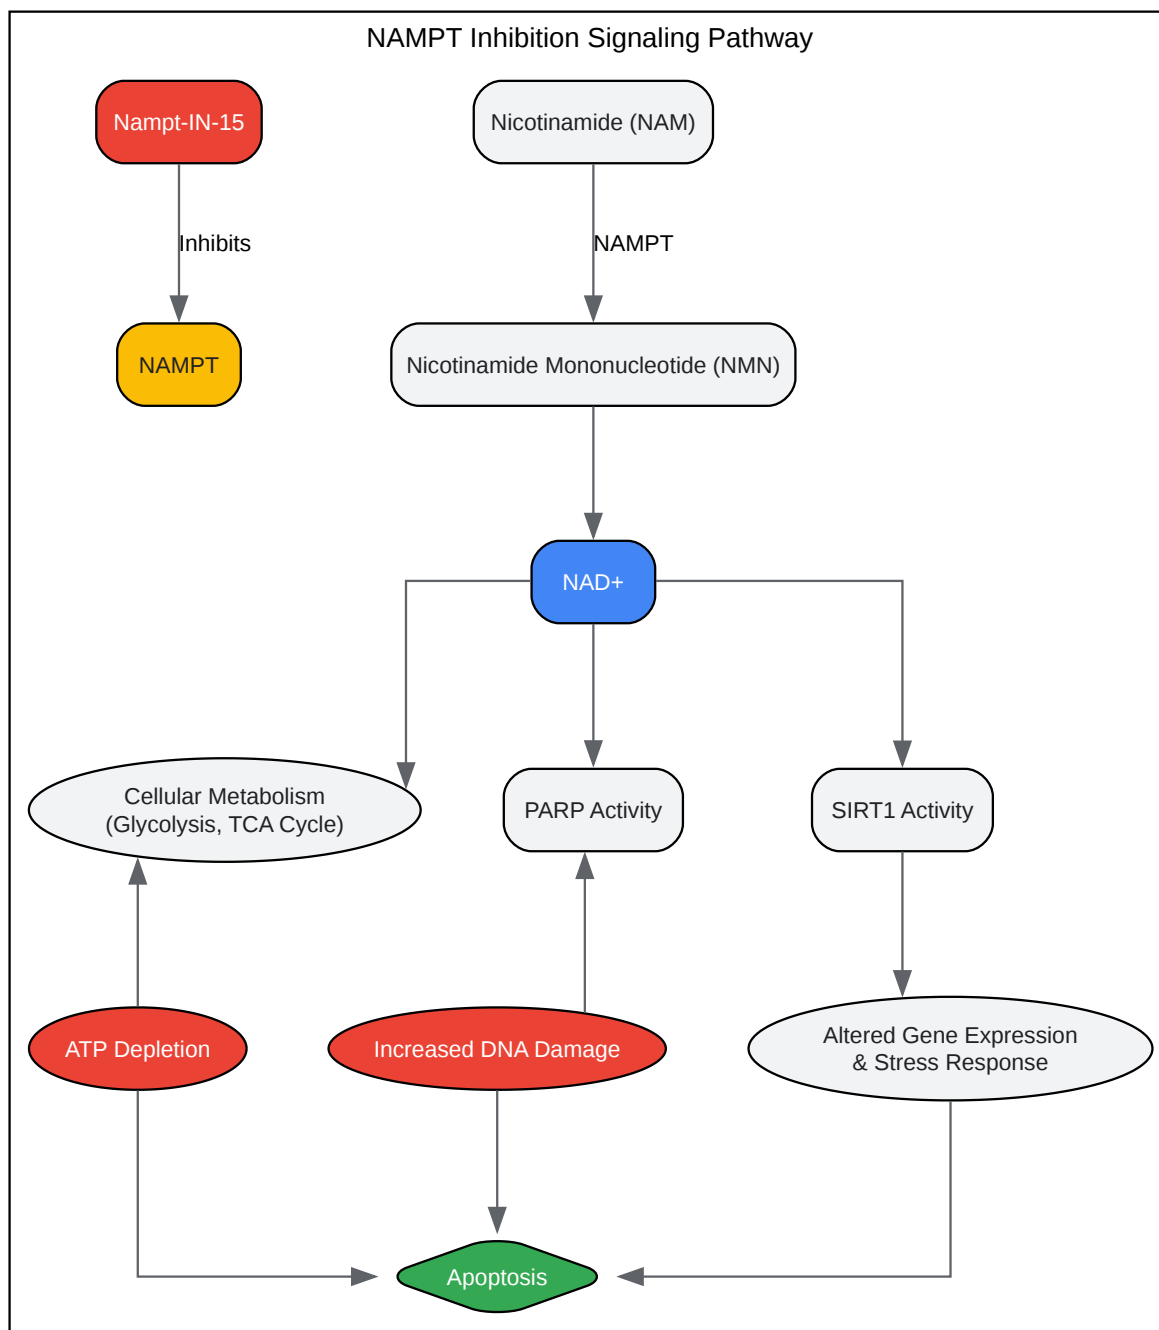 NAMPT Inhibition Signaling Pathway
Nampt-IN-15
Nicotinamide (NAM)
Inhibits
NAMPT
NAMPT
Nicotinamide Mononucleotide (NMN)
NAD+
Cellular Metabolism
(Glycolysis, TCA Cycle)
PARP Activity
SIRT1 Activity
ATP Depletion
Increased DNA Damage
Altered Gene Expression
& Stress Response
Apoptosis